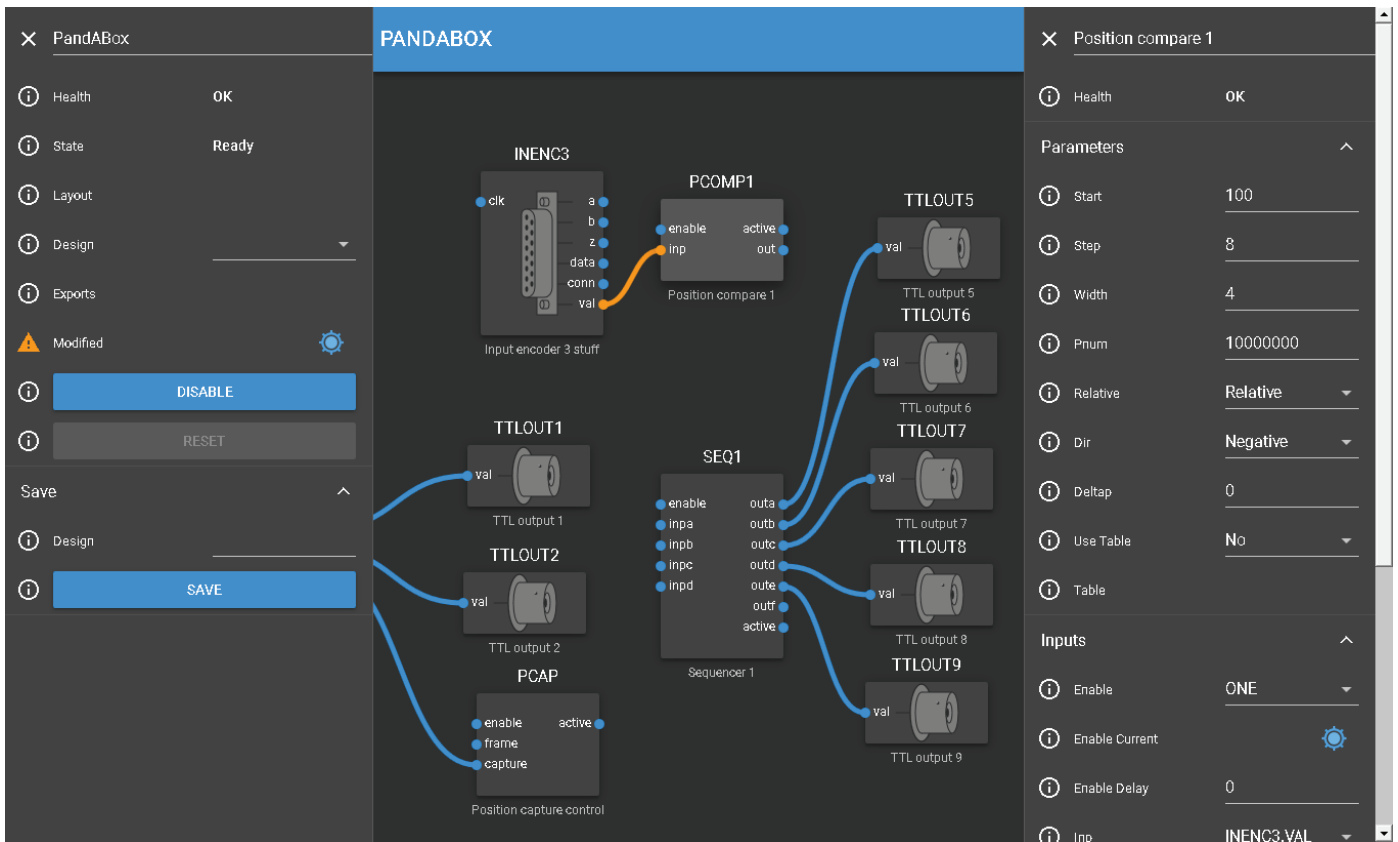 PandABox
Health OK
State Ready
Layout
Design
Exports
Modified
DISABLE
RESET
Save
Design
SAVE
PANDABOX
INENC3
clk a
b
z
data
conn
val
Input encoder 3 stuff
PCOMP1
enable active
inp out
Position compare 1
TTLOUT5
val
TTL output 5
TTLOUT6
val
TTL output 6
TTLOUT1
val
TTL output 1
TTLOUT7
val
TTL output 7
SEQ1
enable outa
inpa outb
inpb outc
inpc outd
inpd oute
outf
active
Sequencer 1
TTLOUT2
val
TTL output 2
TTLOUT8
val
TTL output 8
PCAP
enable active
frame
capture
Position capture control
TTLOUT9
val
TTL output 9
Position compare 1
Health OK
Parameters
Start 100
Step 8
Width 4
Pnum 10000000
Relative Relative
Dir Negative
Deltap 0
Use Table No
Table
Inputs
Enable ONE
Enable Current
Enable Delay 0
Inp INENC3.VAL